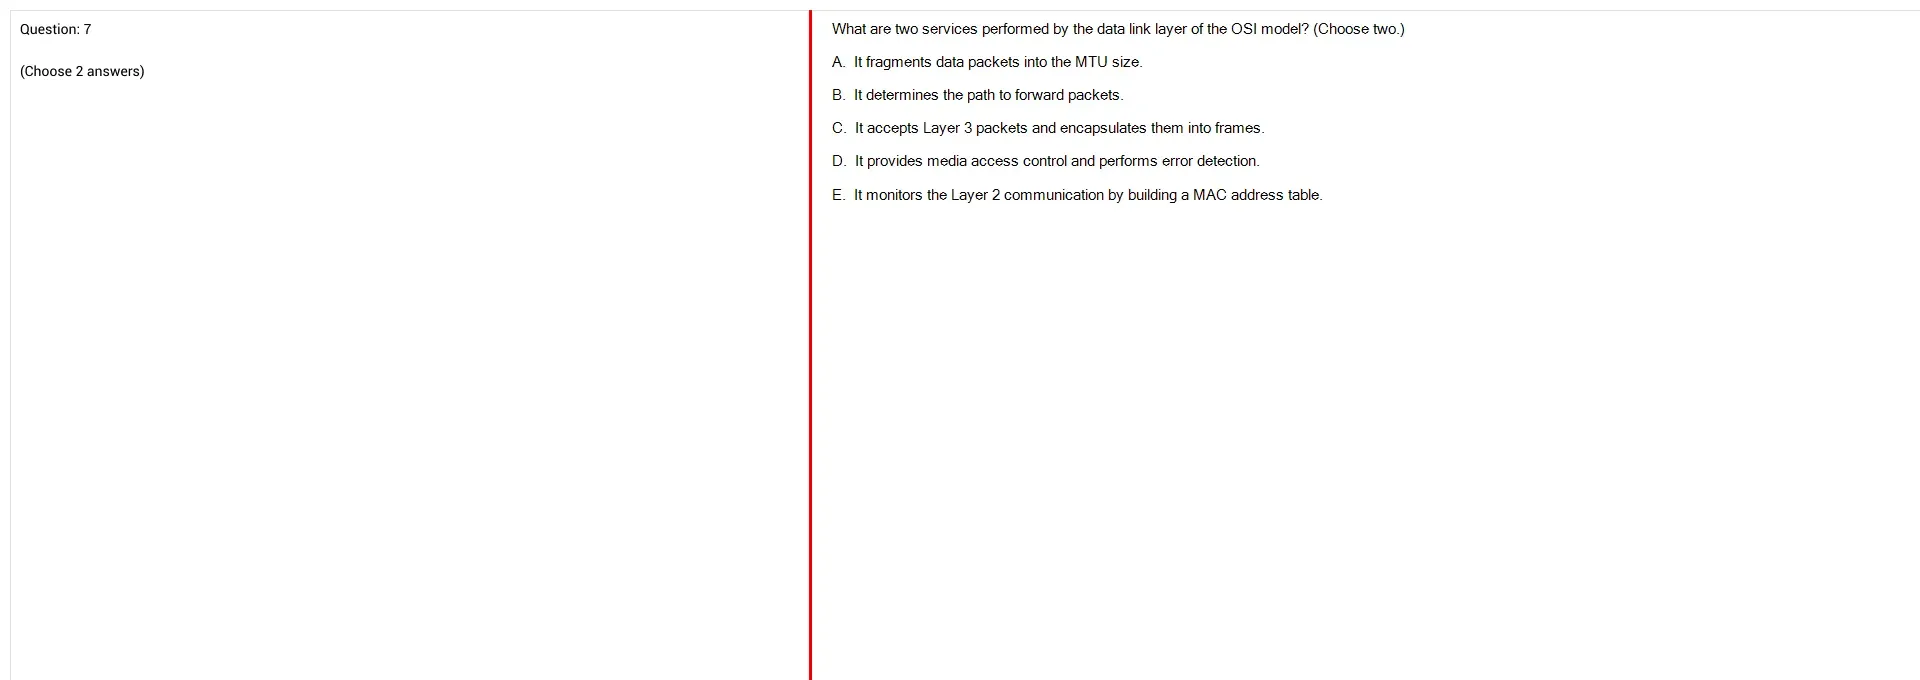 Question: 7
(Choose 2 answers)
What are two services performed by the data link layer of the OSI model? (Choose two.)
A. It fragments data packets into the MTU size.
B. It determines the path to forward packets.
C. It accepts Layer 3 packets and encapsulates them into frames.
D. It provides media access control and performs error detection.
E. It monitors the Layer 2 communication by building a MAC address table.